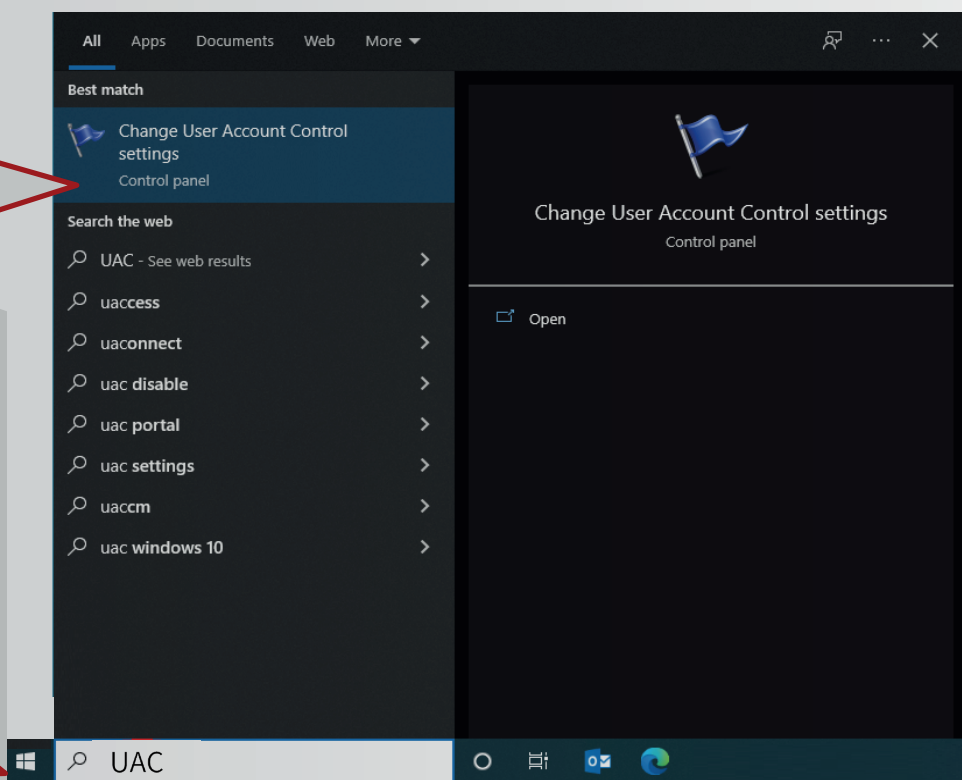 All Apps Documents Web More
Best match
Change User Account Control
settings
Control panel
Search the web
UAC - See web results
uaccess
uaconnect
uac disable
uac portal
uac settings
uaccm
uac windows 10
Change User Account Control settings
Control panel
Open
UAC